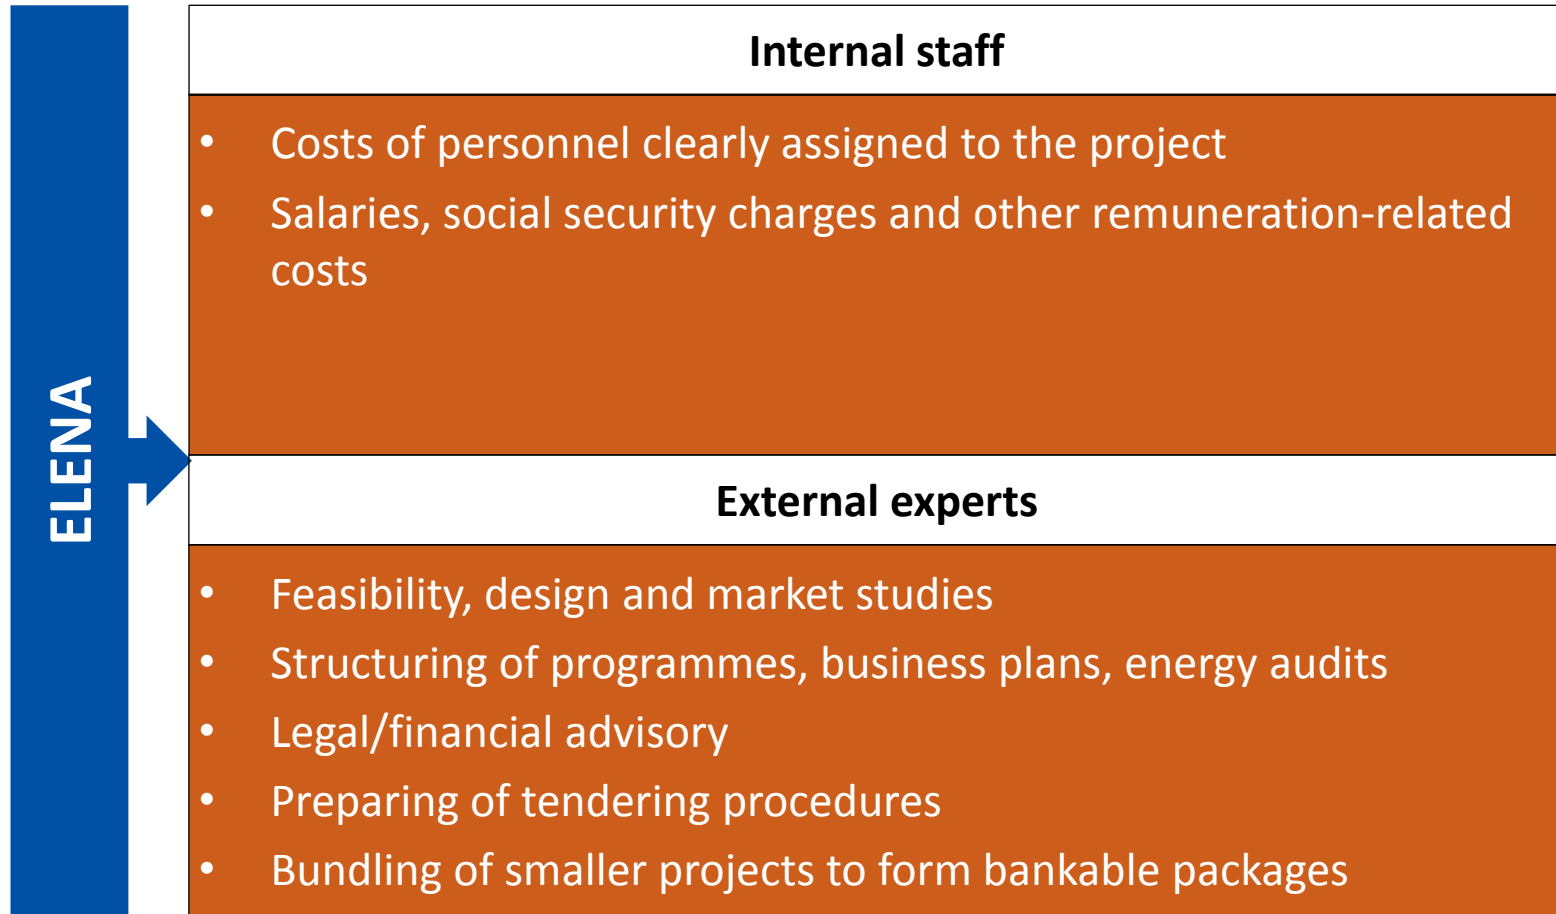 ELENA
Internal staff
• Costs of personnel clearly assigned to the project
• Salaries, social security charges and other remuneration-related
costs
External experts
• Feasibility, design and market studies
• Structuring of programmes, business plans, energy audits
• Legal/financial advisory
• Preparing of tendering procedures
• Bundling of smaller projects to form bankable packages